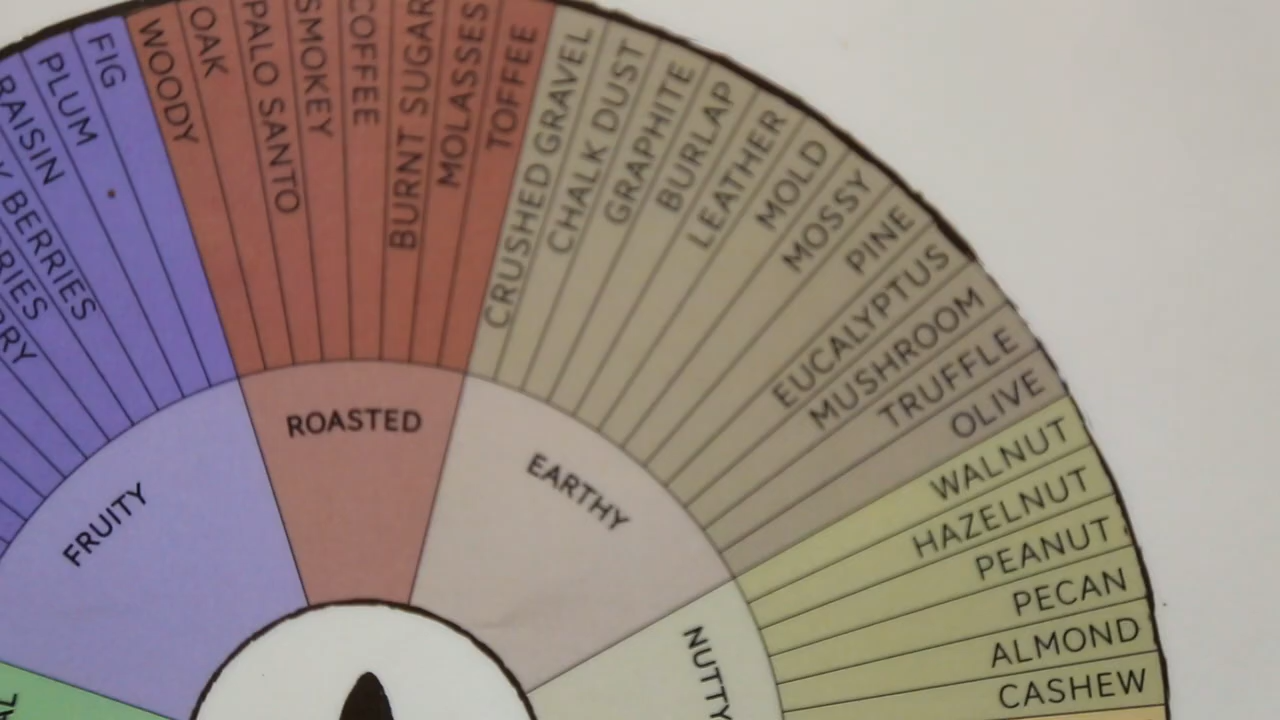 RAISIN
PLUM
FIG
WOODY
OAK
PALO SANTO
SMOKEY
COFFEE
BURNT SUGAR
MOLASSES
TOFFEE
CRUSHED GRAVEL
CHALK DUST
GRAPHITE
BURLAP
LEATHER
MOLD
MOSSY
PINE
EUCALYPTUS
MUSHROOM
TRUFFLE
OLIVE
WALNUT
HAZELNUT
PEANUT
PECAN
ALMOND
CASHEW
BERRIES
FRUITY
ROASTED
EARTHY
NUTTY